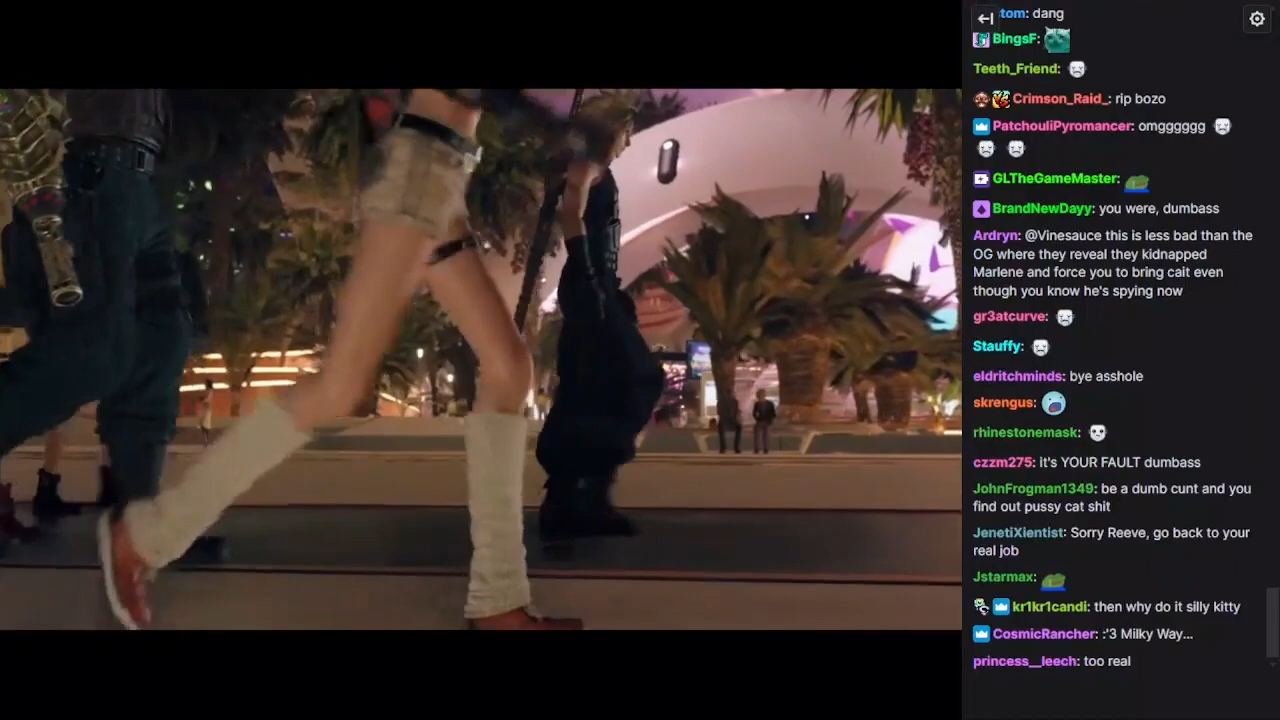 tom: dang
BingsF:
Teeth_Friend:
Crimson_Raid_: rip bozo
PatchouliPyromancer: omgggggg
GLTheGameMaster:
BrandNewDayy: you were, dumbass
Ardryn: @Vinesauce this is less bad than the
OG where they reveal they kidnapped
Marlene and force you to bring cait even
though you know he's spying now
gr3atcurve:
Stauffy:
eldritchminds: bye asshole
skrengus:
rhinestonemask:
czzm275: it's YOUR FAULT dumbass
JohnFrogman1349: be a dumb cunt and you
find out pussy cat shit
JenetiXientist: Sorry Reeve, go back to your
real job
Jstarmax:
kr1kr1candi: then why do it silly kitty
CosmicRancher: :'3 Milky Way...
princess__leech: too real